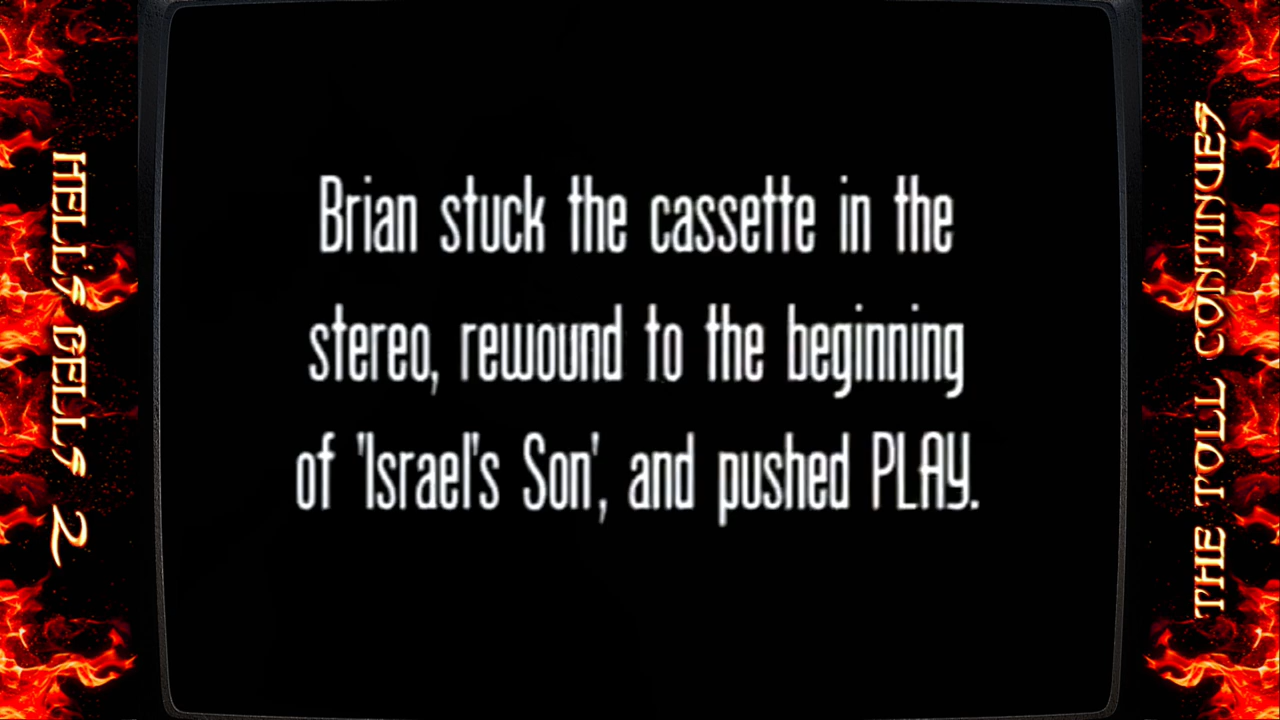 HELL'S BELLS 2
Brian stuck the cassette in the
stereo, rewound to the beginning
of 'Israel's Son', and pushed PLAY.
THE TOLL CONTINUES